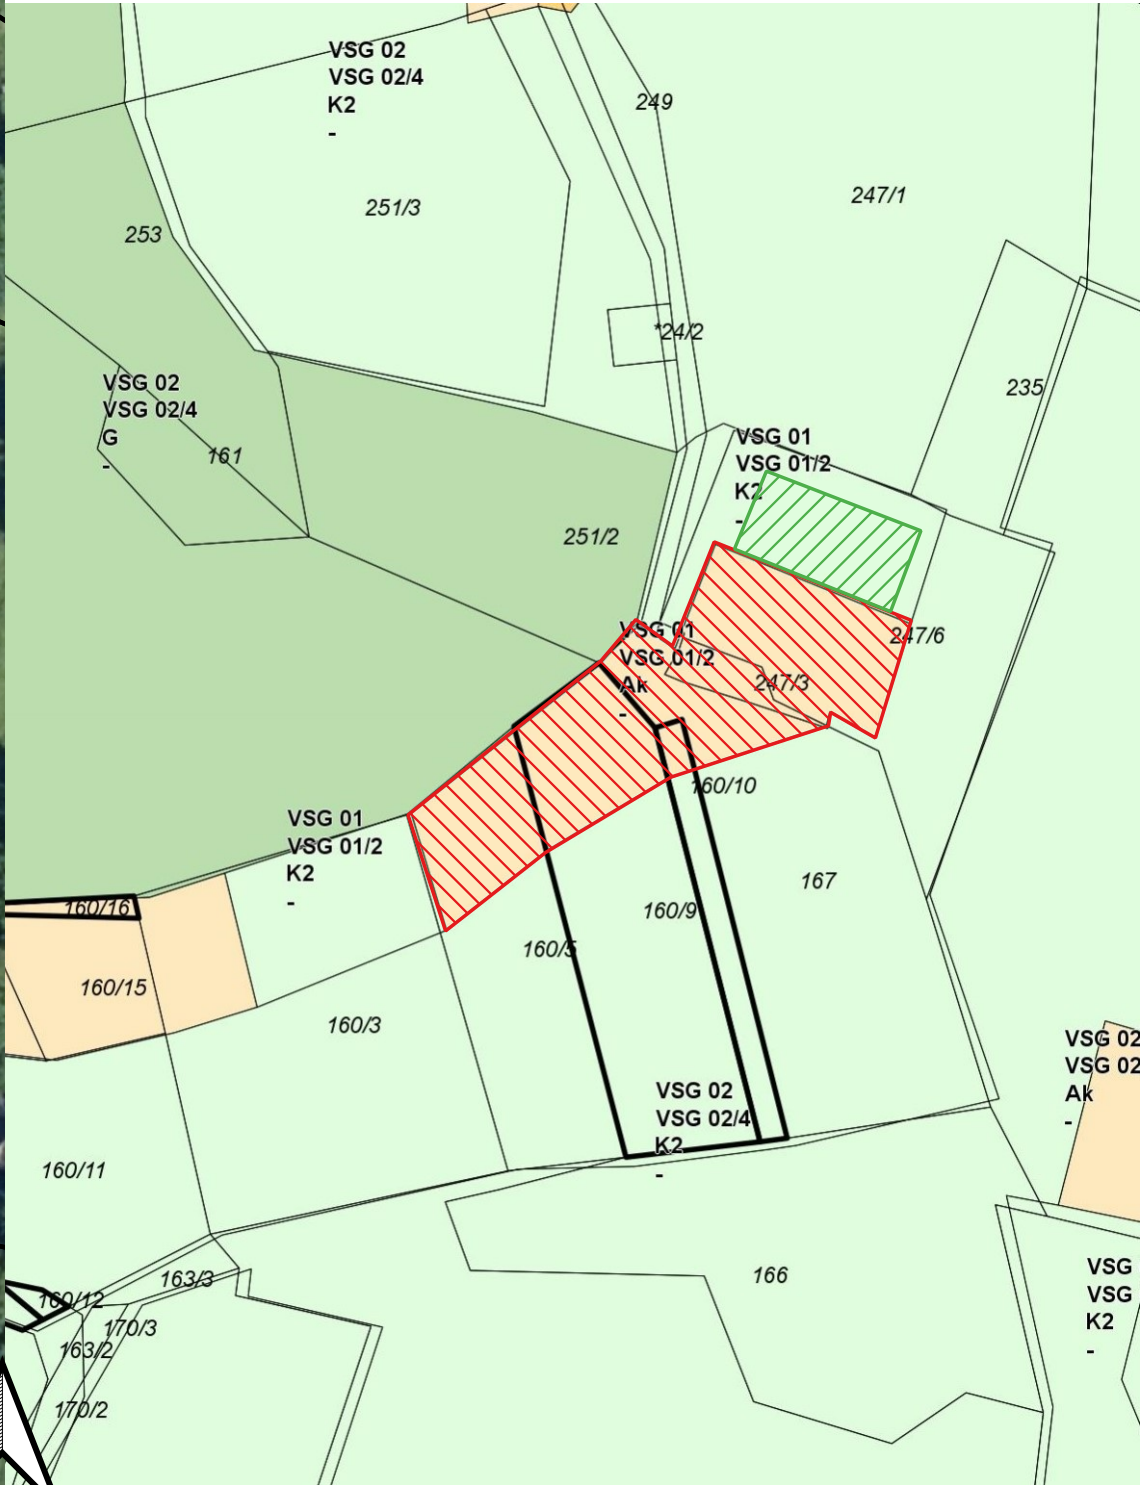 VSG 02
VSG 02/4
K2
-
249
247/1
251/3
253
*24/2
VSG 02
VSG 02/4
G
-
235
161
VSG 01
VSG 01/2
K2
-
251/2
VSG 01
VSG 01/2
Ak
-
247/6
247/3
160/10
VSG 01
VSG 01/2
K2
-
167
160/16
160/9
160/5
160/15
160/3
VSG 02
VSG 02
Ak
-
VSG 02
VSG 02/4
K2
-
160/11
166
163/3
VSG
VSG
K2
-
160/12
170/3
163/2
170/2